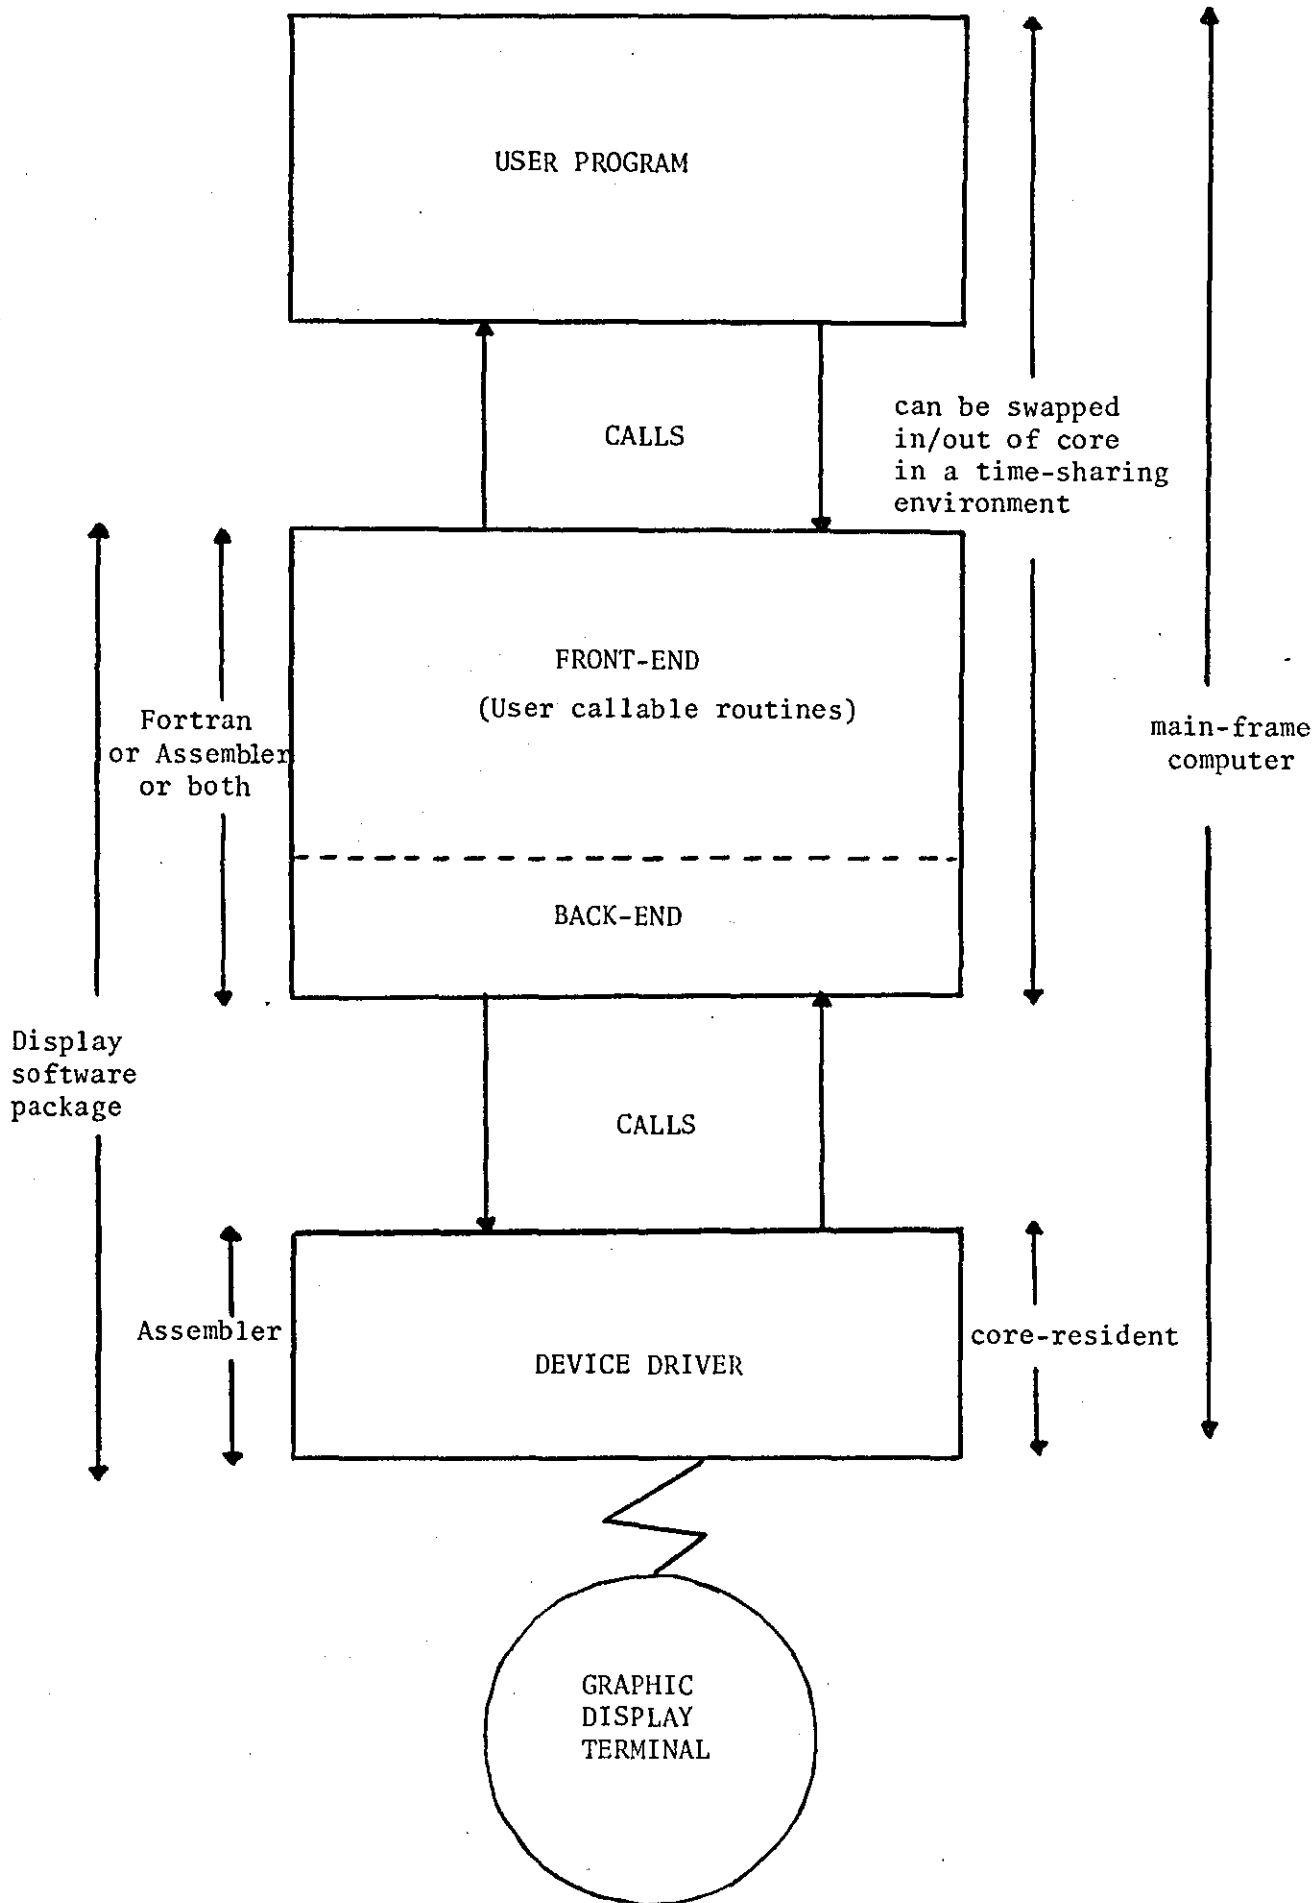 USER PROGRAM
CALLS
can be swapped
in/out of core
in a time-sharing
environment
FRONT-END
(User callable routines)
Fortran
or Assembler
or both
main-frame
computer
BACK-END
Display
software
package
CALLS
Assembler
DEVICE DRIVER
core-resident
GRAPHIC
DISPLAY
TERMINAL